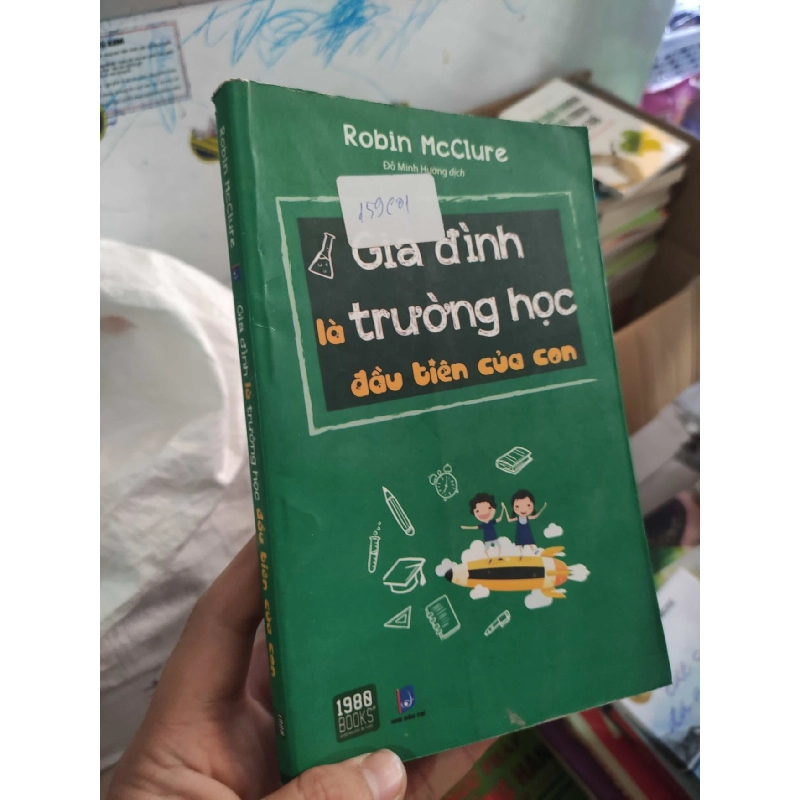 Robin McClure
Đỗ Minh Hường dịch
Gia đình
là trường học
đầu tiên của con
1980
BOOKS
Robin McClure
Gia đình là trường học đầu tiên của con